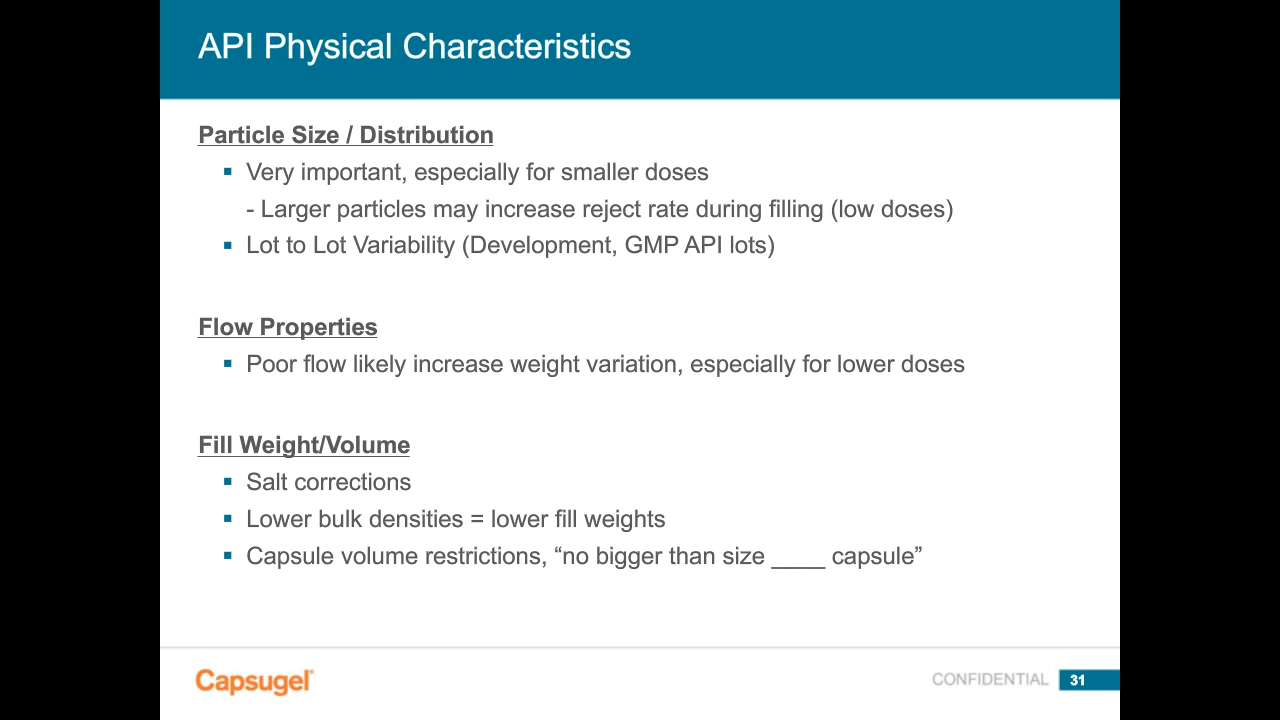 API Physical Characteristics
Particle Size / Distribution
▪ Very important, especially for smaller doses
- Larger particles may increase reject rate during filling (low doses)
▪ Lot to Lot Variability (Development, GMP API lots)
Flow Properties
▪ Poor flow likely increase weight variation, especially for lower doses
Fill Weight/Volume
▪ Salt corrections
▪ Lower bulk densities = lower fill weights
▪ Capsule volume restrictions, “no bigger than size ____ capsule”
Capsugel®
CONFIDENTIAL 31